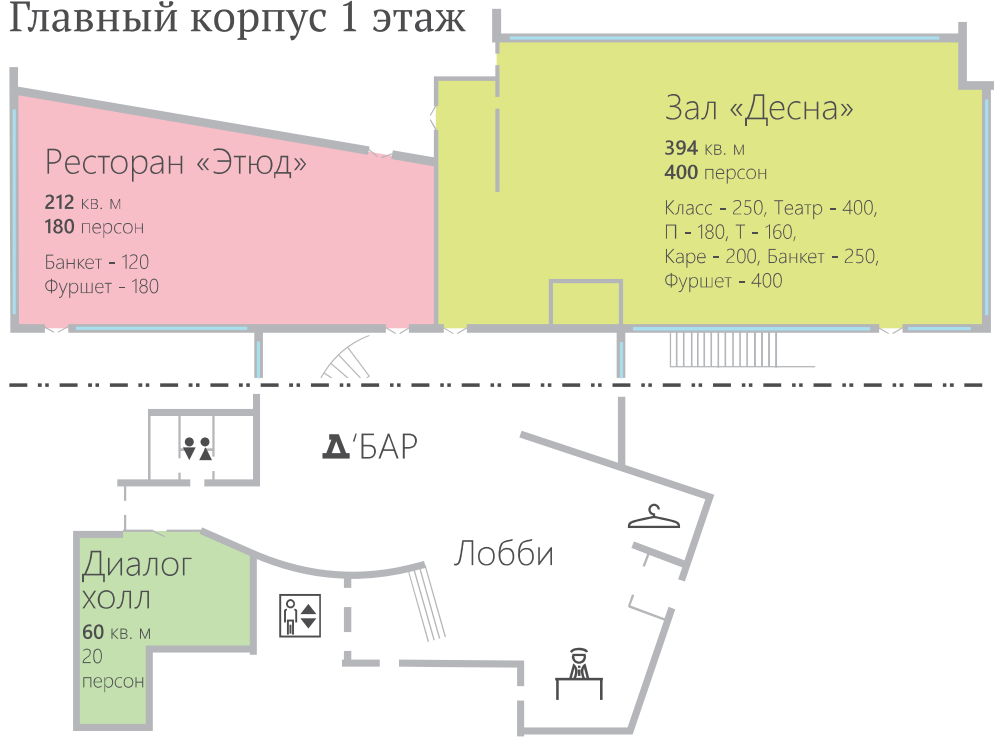 Главный корпус 1 этаж
Ресторан «Этюд»
212 кв. м
180 персон
Банкет - 120
Фуршет - 180
Зал «Десна»
394 кв. м
400 персон
Класс - 250, Театр - 400,
П - 180, Т - 160,
Каре - 200, Банкет - 250,
Фуршет - 400
Д'БАР
Лобби
Диалог
холл
60 кв. м
20
персон